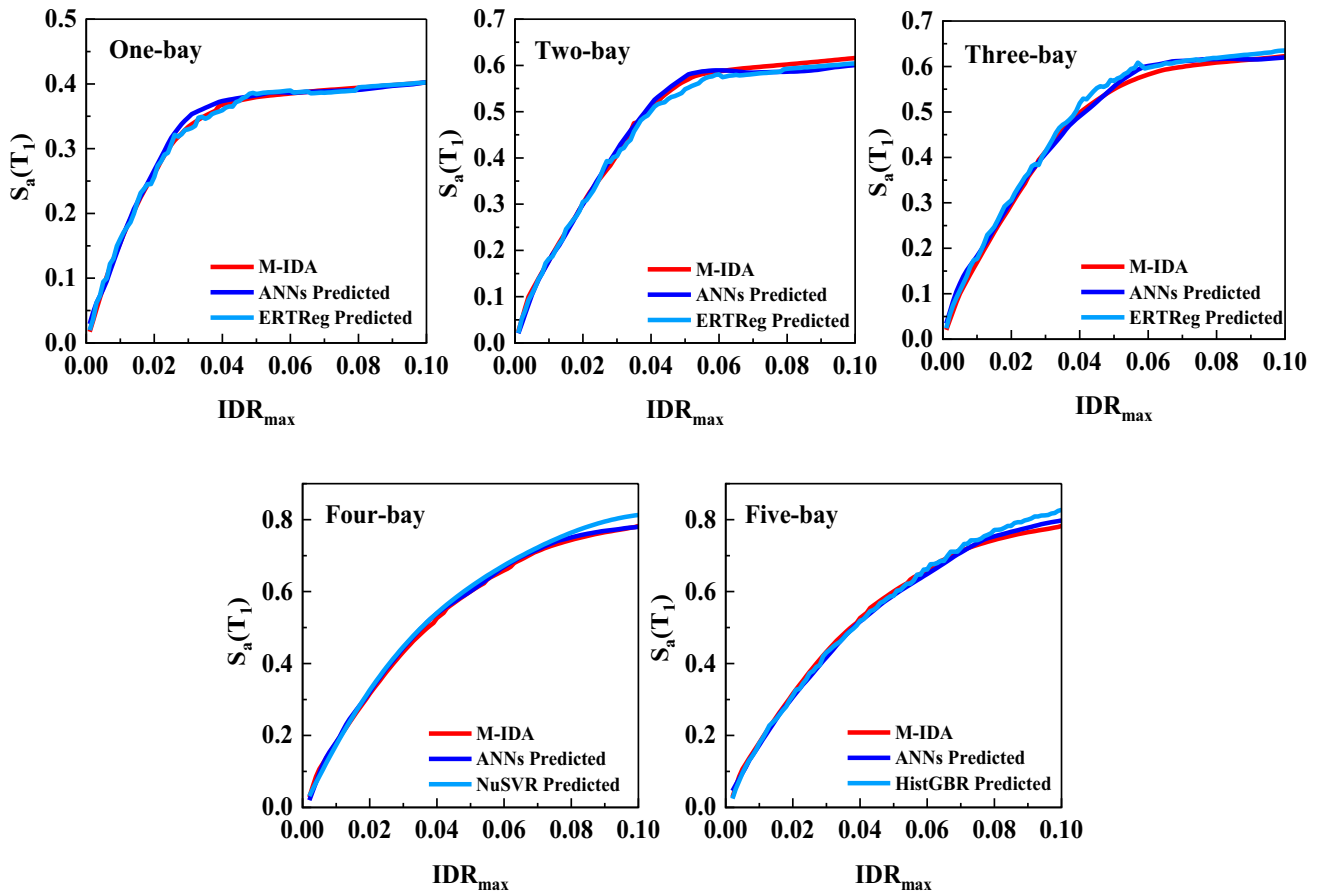 One-bay
0.5
0.4
0.3
0.2
0.1
0.0
Sa(T1)
M-IDA
ANNs Predicted
ERTReg Predicted
0.00 0.02 0.04 0.06 0.08 0.10
IDRmax
Two-bay
0.7
0.6
0.5
0.4
0.3
0.2
0.1
0.0
Sa(T1)
M-IDA
ANNs Predicted
ERTReg Predicted
0.00 0.02 0.04 0.06 0.08 0.10
IDRmax
Three-bay
0.7
0.6
0.5
0.4
0.3
0.2
0.1
0.0
Sa(T1)
M-IDA
ANNs Predicted
ERTReg Predicted
0.00 0.02 0.04 0.06 0.08 0.10
IDRmax
Four-bay
0.8
0.6
0.4
0.2
0.0
Sa(T1)
M-IDA
ANNs Predicted
NuSVR Predicted
0.00 0.02 0.04 0.06 0.08 0.10
IDRmax
Five-bay
0.8
0.6
0.4
0.2
0.0
Sa(T1)
M-IDA
ANNs Predicted
HistGBR Predicted
0.00 0.02 0.04 0.06 0.08 0.10
IDRmax